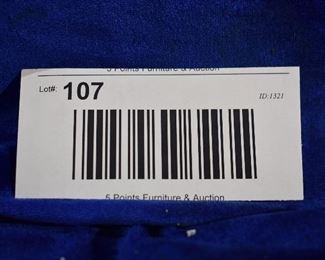 5 Points Furniture & Auction
Lot#: 107
ID:1321
5 Points Furniture & Auction